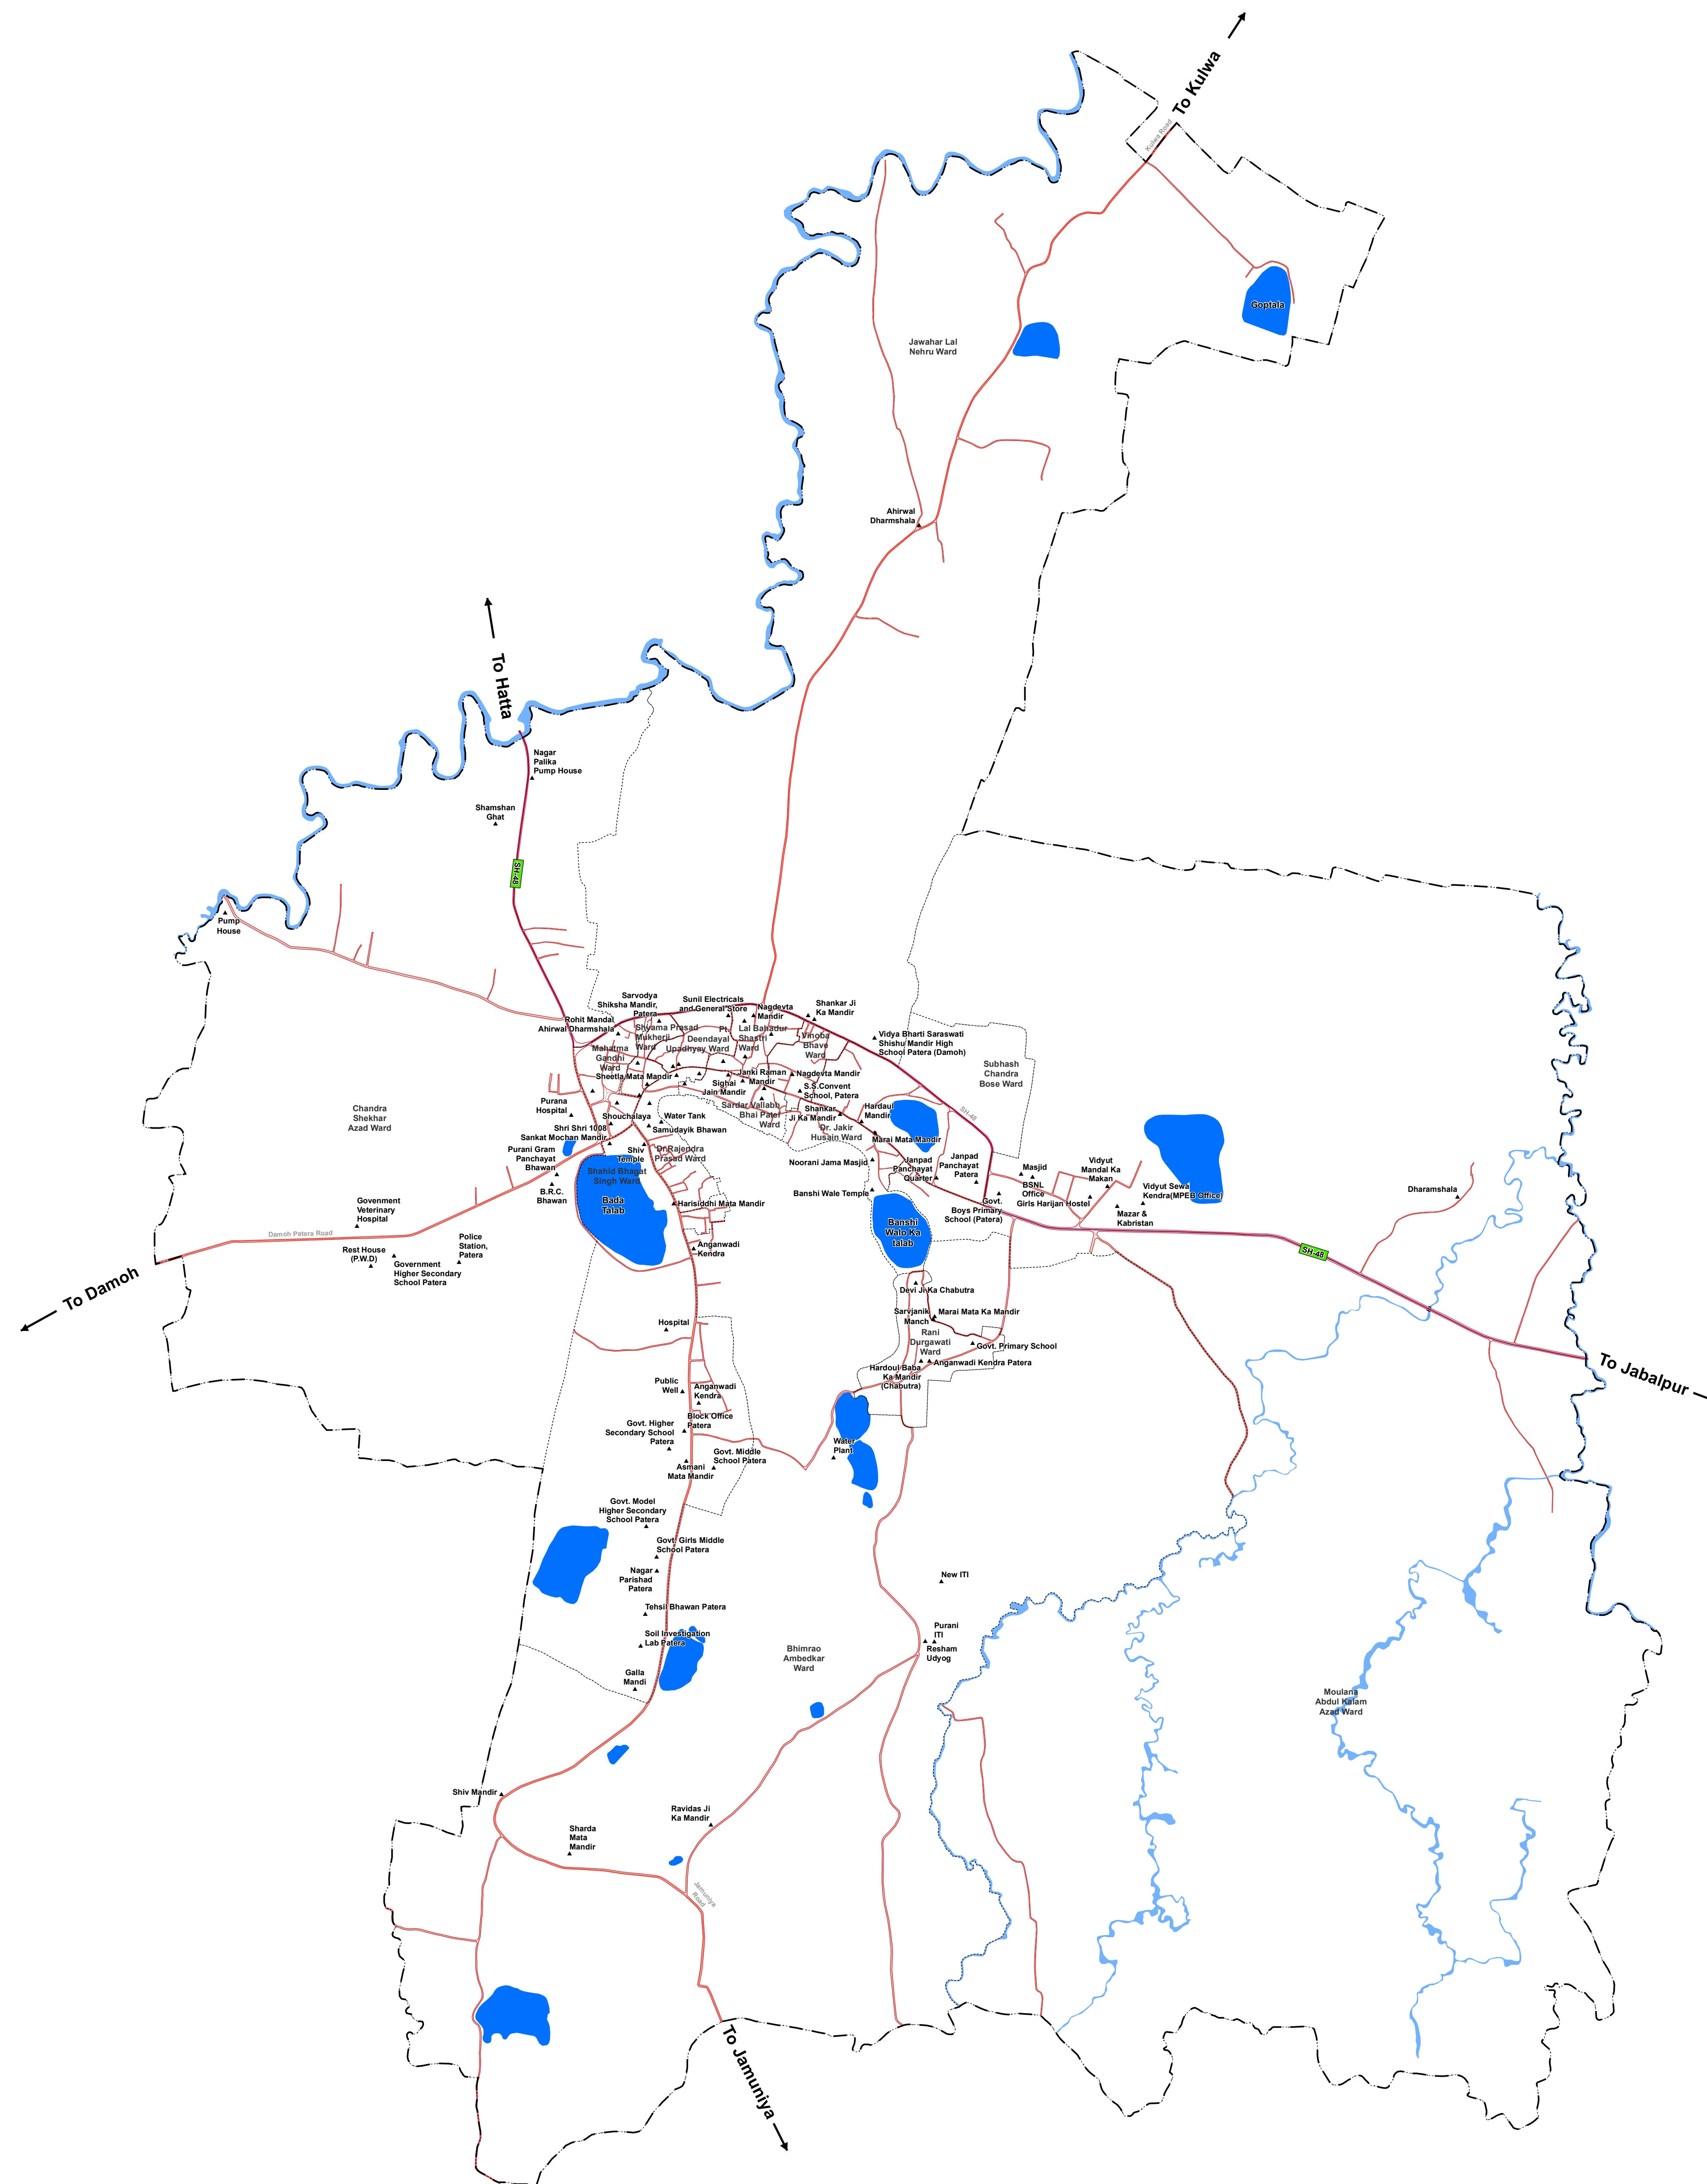 To Kulwa
Kulwa Road
Goptala
Jawahar Lal
Nehru Ward
Ahirwal
Dharmshala
To Hatta
Nagar
Palika
Pump House
Shamshan
Ghat
SH-48
Pump
House
Sarvodya
Shiksha Mandir,
Patera
Sunil Electricals
and General Store
Nagdevta
Mandir
Shankar Ji
Ka Mandir
Rohit Mandal
Ahirwal Dharmshala
Shyama Prasad
Mukherji
Ward
Pt.
Deendayal
Upadhyay Ward
Lal Bahadur
Shastri
Ward
Vinoba
Bhave
Ward
Vidya Bharti Saraswati
Shishu Mandir High
School Patera (Damoh)
Mahatma
Gandhi
Ward
Subhash
Chandra
Bose Ward
Sheetla Mata Mandir
Janki Raman
Mandir
Nagdevta Mandir
Sighai
Jain Mandir
S.S.Convent
School, Patera
Purana
Hospital
Chandra
Shekar
Azad Ward
Shouchalaya
Water Tank
Samudayik Bhawan
Sardar Vallabh
Bhai Patel
Ward
Shankar
Ji Ka Mandir
Hardaul
Mandir
SH-48
Shri Shri 1008
Sankat Mochan Mandir
Dr. Jakir
Husain Ward
Marai Mata Mandir
Purani Gram
Panchayat
Bhawan
Shiv
Temple
Dr.Rajendra
Prasad Ward
Noorani Jama Masjid
Janpad
Panchayat
Quarter
Janpad
Panchayat
Patera
Masjid
Vidyut
Mandal Ka
Makan
Shahid Bhagat
Singh Ward
B.R.C.
Bhawan
Bada
Talab
Harisiddhi Mata Mandir
Banshi Wale Temple
BSNL
Office
Girls Harijan Hostel
Vidyut Sewa
Kendra(MPEB Office)
Dharamshala
Govt.
Boys Primary
School (Patera)
Mazar &
Kabristan
Government
Veterinary
Hospital
Banshi
Walo Ka
talab
Damoh Patera Road
Police
Station,
Patera
Rest House
(P.W.D)
Government
Higher Secondary
School Patera
Anganwadi
Kendra
SH-48
To Damoh
Devi Ji Ka Chabutra
Sarvjanik
Manch
Marai Mata Ka Mandir
Hospital
Rani
Durgawati
Ward
Govt. Primary School
Anganwadi Kendra Patera
Hardoul Baba
Ka Mandir
(Chabutra)
To Jabalpur
Public
Well
Anganwadi
Kendra
Block Office
Patera
Govt. Higher
Secondary School
Patera
Water
Plant
Govt. Middle
School Patera
Asmani
Mata Mandir
Govt. Model
Higher Secondary
School Patera
Govt. Girls Middle
School Patera
Nagar
Parishad
Patera
New ITI
Tehsil Bhawan Patera
Soil Investigation
Lab Patera
Purani
ITI
Resham
Udyog
Bhimrao
Ambedkar
Ward
Galla
Mandi
Moulana
Abdul Kalam
Azad Ward
Shiv Mandir
Ravidas Ji
Ka Mandir
Sharda
Mata
Mandir
Jamuniya
Road
To Jamuniya